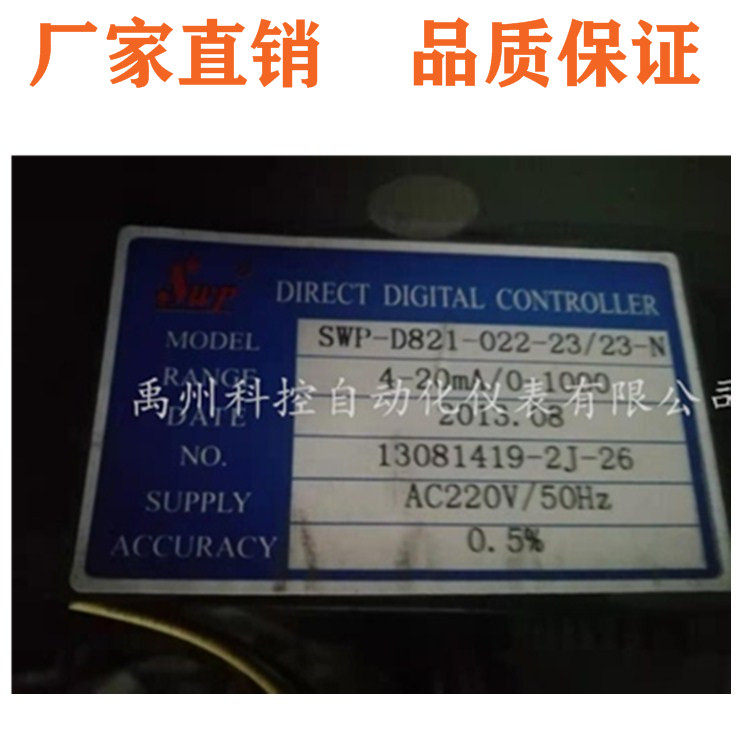 厂家直销 品质保证
Swp ®
DIRECT DIGITAL CONTROLLER
MODEL SWP-D821-022-23/23-N
RANGE 4-20mA/0-1000
禹州科控自动化仪表有限公司
DATE 2013.08
NO. 13081419-2J-26
SUPPLY AC220V/50Hz
ACCURACY 0.5%